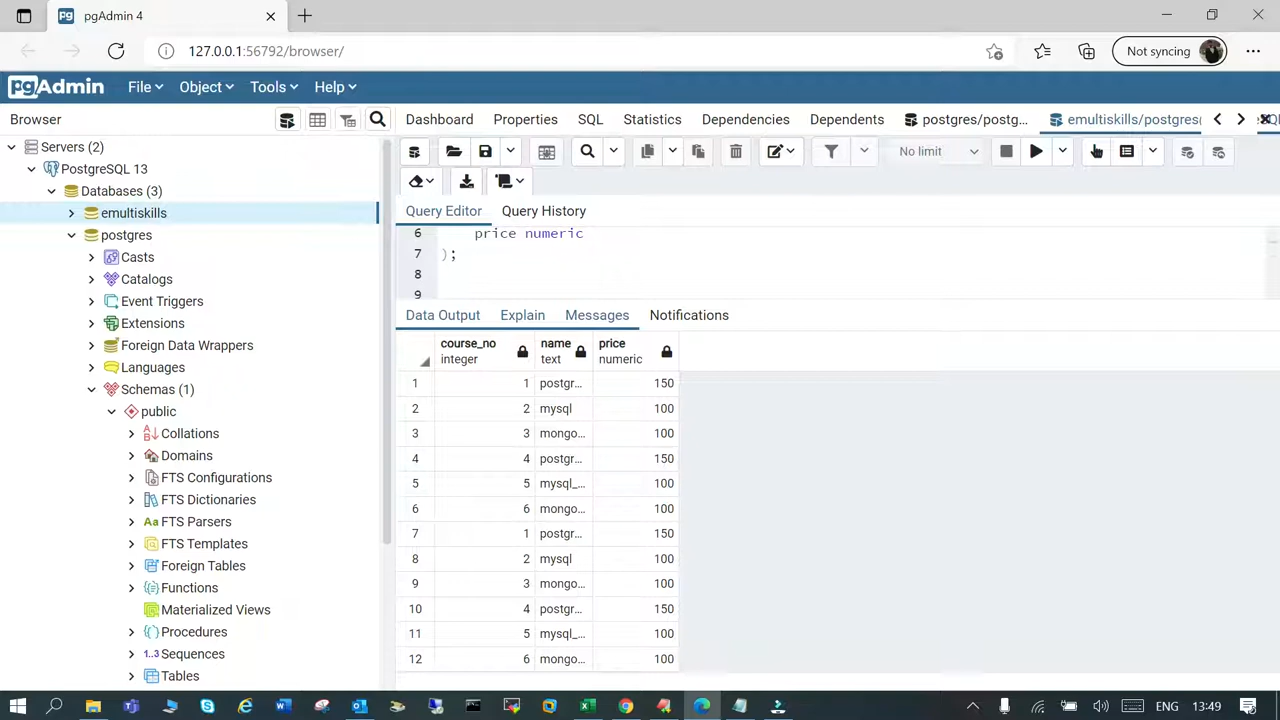 pgAdmin 4
127.0.0.1:56792/browser/
Not syncing
pgAdmin
File
Object
Tools
Help
Browser
Dashboard
Properties
SQL
Statistics
Dependencies
Dependents
postgres/postg...
emultiskills/postgres
Servers (2)
PostgreSQL 13
Databases (3)
emultiskills
postgres
Casts
Catalogs
Event Triggers
Extensions
Foreign Data Wrappers
Languages
Schemas (1)
public
Collations
Domains
FTS Configurations
FTS Dictionaries
FTS Parsers
FTS Templates
Foreign Tables
Functions
Materialized Views
Procedures
1..3 Sequences
Tables
No limit
Query Editor
Query History
6 price numeric
7 );
8
9
Data Output
Explain
Messages
Notifications
course_no name price
integer text numeric
1 1 postgr... 150
2 2 mysql 100
3 3 mongo... 100
4 4 postgr... 150
5 5 mysql_... 100
6 6 mongo... 100
7 1 postgr... 150
8 2 mysql 100
9 3 mongo... 100
10 4 postgr... 150
11 5 mysql_... 100
12 6 mongo... 100
ENG
13:49